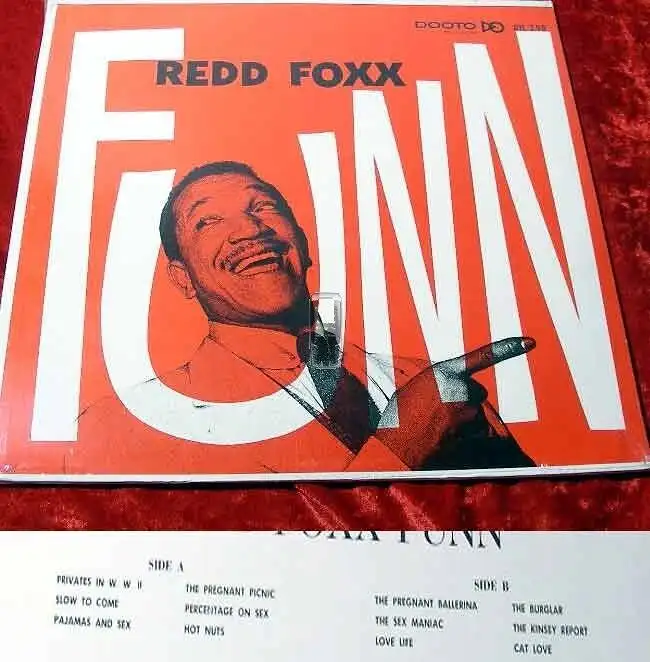 DOOTO DO
REDD FOXX
FUNN
FOXX FUNN
SIDE A
PRIVATES IN W W II
SLOW TO COME
PAJAMAS AND SEX
THE PREGNANT PICNIC
PERCENTAGE ON SEX
HOT NUTS
SIDE B
THE PREGNANT BALLERINA
THE SEX MANIAC
LOVE LIFE
THE BURGLAR
THE KINSEY REPORT
CAT LOVE